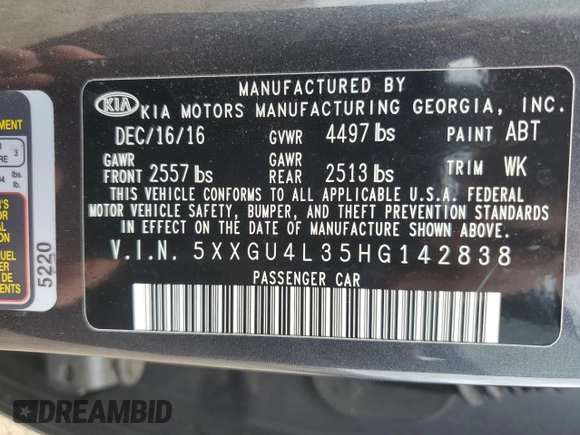 MANUFACTURED BY
KIA KIA MOTORS MANUFACTURING GEORGIA, INC.
DEC/16/16 GVWR 4497 lbs PAINT ABT
GAWR FRONT 2557 lbs GAWR REAR 2513 lbs TRIM WK
THIS VEHICLE CONFORMS TO ALL APPLICABLE U.S.A. FEDERAL
MOTOR VEHICLE SAFETY, BUMPER, AND THEFT PREVENTION
STANDARDS IN EFFECT ON THE DATE OF MANUFACTURE SHOWN ABOVE.
V.I.N. 5XXGU4L35HG142838
PASSENGER CAR
5220
DREAMBID